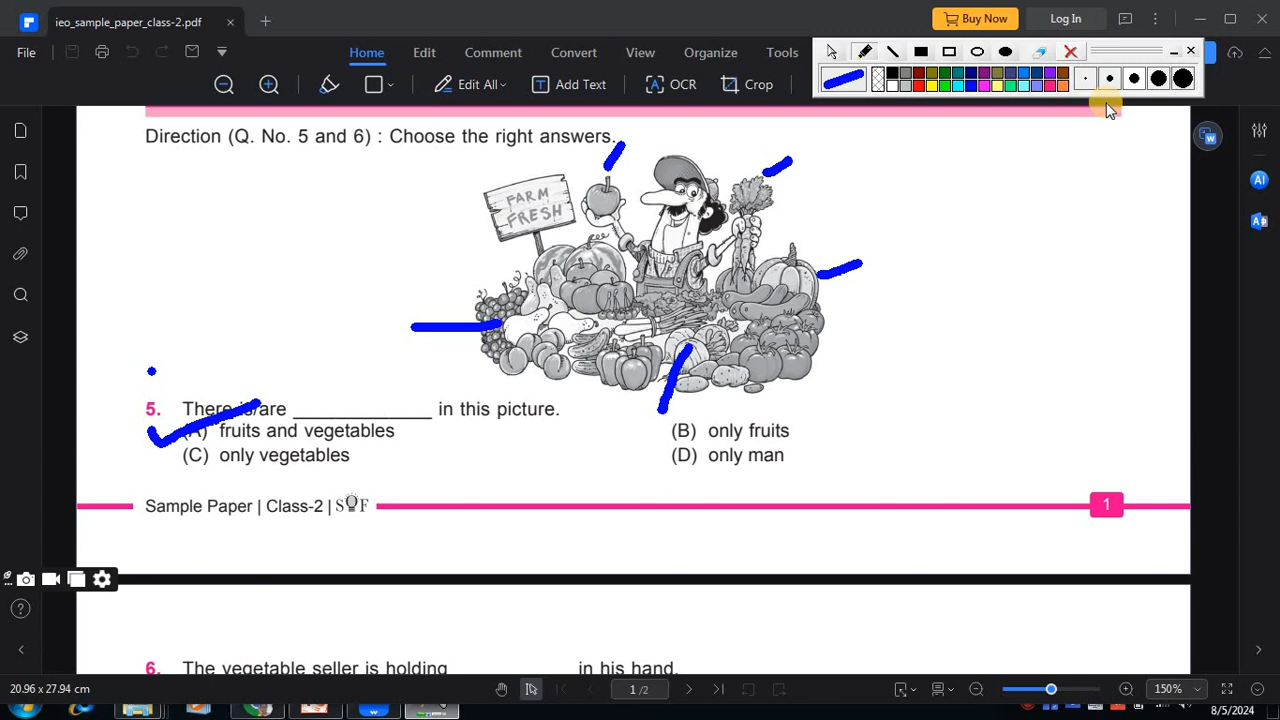 ieo_sample_paper_class-2.pdf
Buy Now
Log In
File
Home
Edit
Comment
Convert
View
Organize
Tools
Edit All
Add Text
OCR
Crop
Direction (Q. No. 5 and 6) : Choose the right answers.
FARM
FRESH
5. There is/are ______________ in this picture.
(A) fruits and vegetables
(B) only fruits
(C) only vegetables
(D) only man
Sample Paper | Class-2 | SOF
1
6. The vegetable seller is holding ______________ in his hand.
20.96 x 27.94 cm
1 /2
150%
8/5/2024
AI